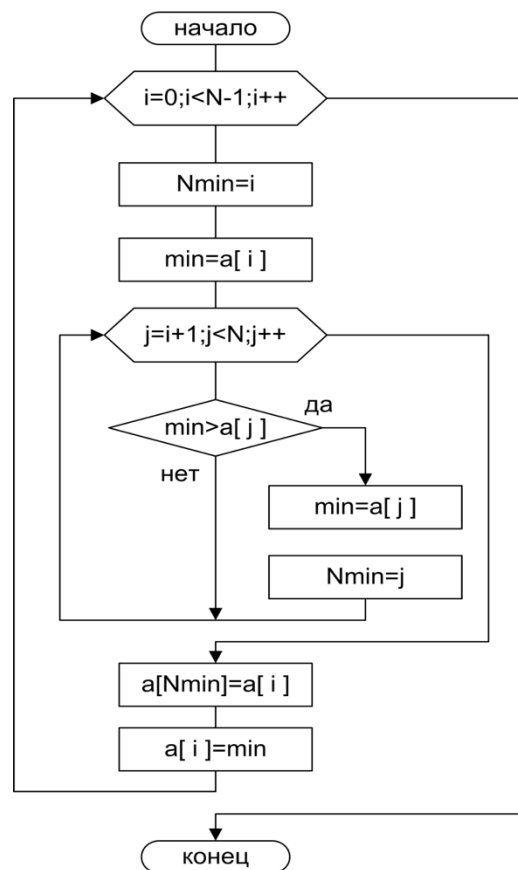 начало
i=0;i<N-1;i++
Nmin=i
min=a[ i ]
j=i+1;j<N;j++
min>a[ j ]
да
нет
min=a[ j ]
Nmin=j
a[Nmin]=a[ i ]
a[ i ]=min
конец